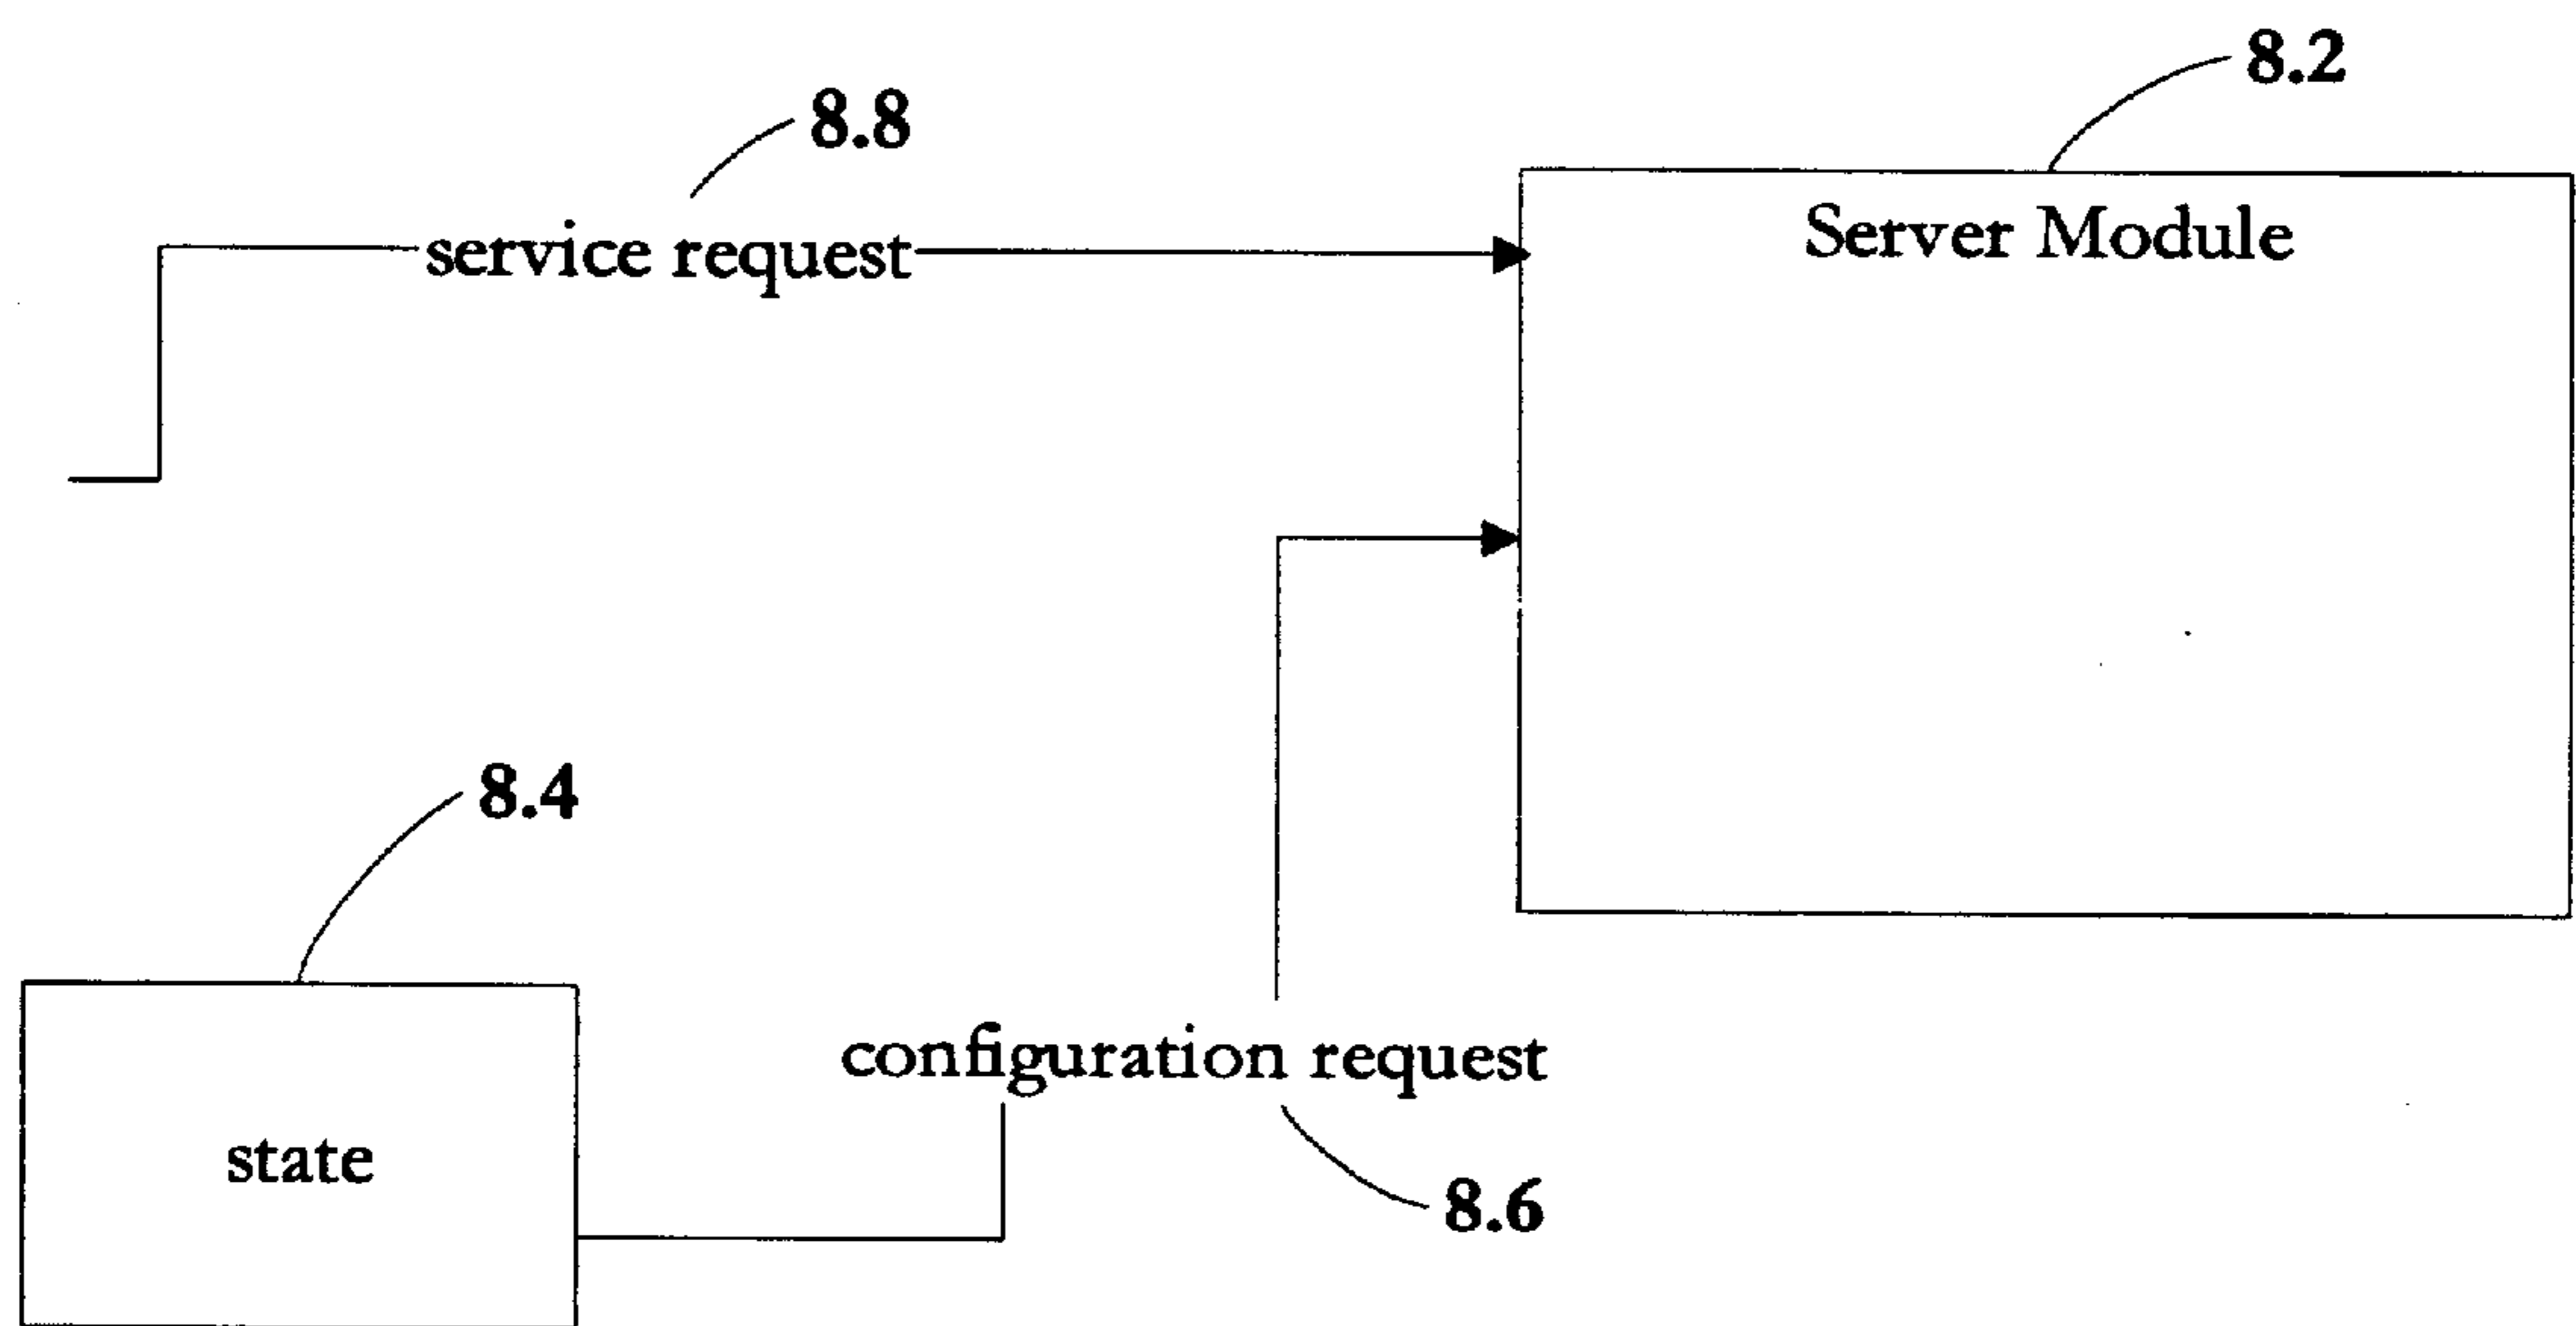 8.2
8.8
Server Module
service request
8.4
configuration request
state
8.6